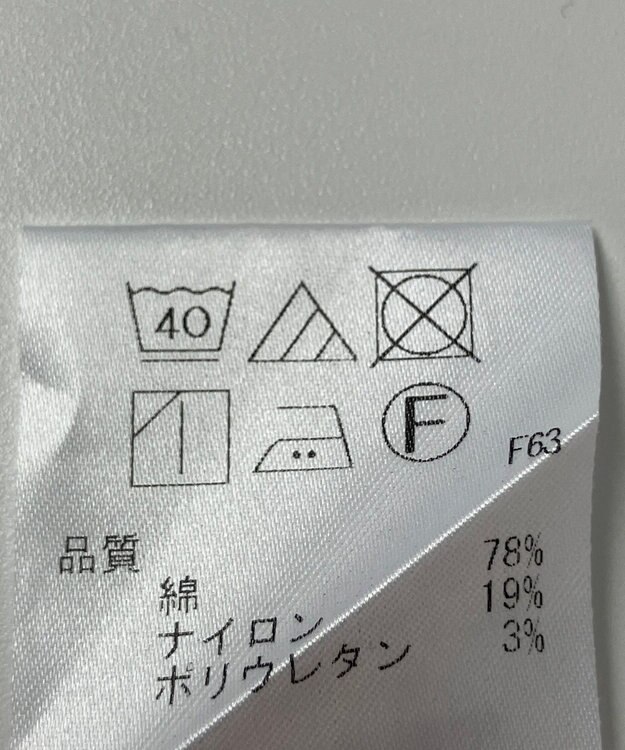 40
F
F63
品質
78%
綿 19%
ナイロン 3%
ポリウレタン